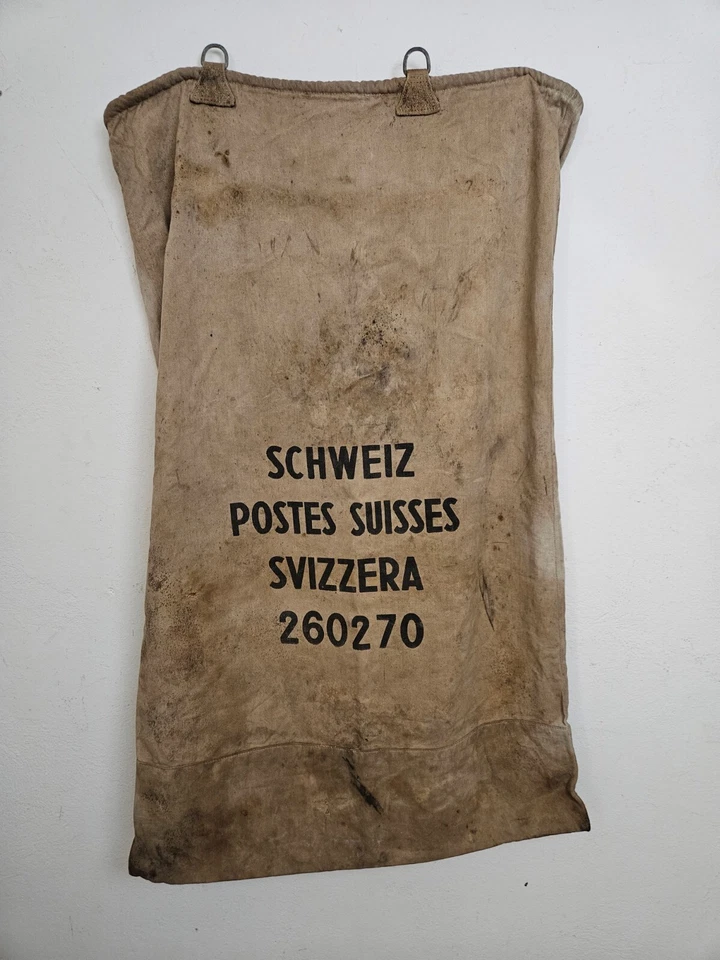 SCHWEIZ
POSTES SUISSES
SVIZZERA
260270